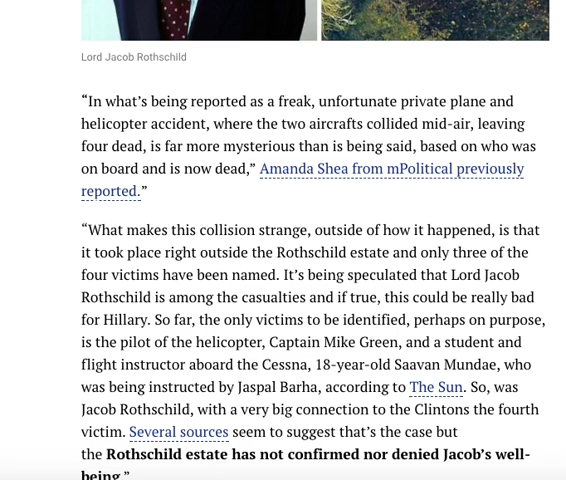 Lord Jacob Rothschild
“In what’s being reported as a freak, unfortunate private plane and
helicopter accident, where the two aircrafts collided mid-air, leaving
four dead, is far more mysterious than is being said, based on who was
on board and is now dead,” Amanda Shea from mPolitical previously
reported.”
“What makes this collision strange, outside of how it happened, is that
it took place right outside the Rothschild estate and only three of the
four victims have been named. It’s being speculated that Lord Jacob
Rothschild is among the casualties and if true, this could be really bad
for Hillary. So far, the only victims to be identified, perhaps on purpose,
is the pilot of the helicopter, Captain Mike Green, and a student and
flight instructor aboard the Cessna, 18-year-old Saavan Mundae, who
was being instructed by Jaspal Barha, according to The Sun. So, was
Jacob Rothschild, with a very big connection to the Clintons the fourth
victim. Several sources seem to suggest that’s the case but
the Rothschild estate has not confirmed nor denied Jacob’s well-
being.”